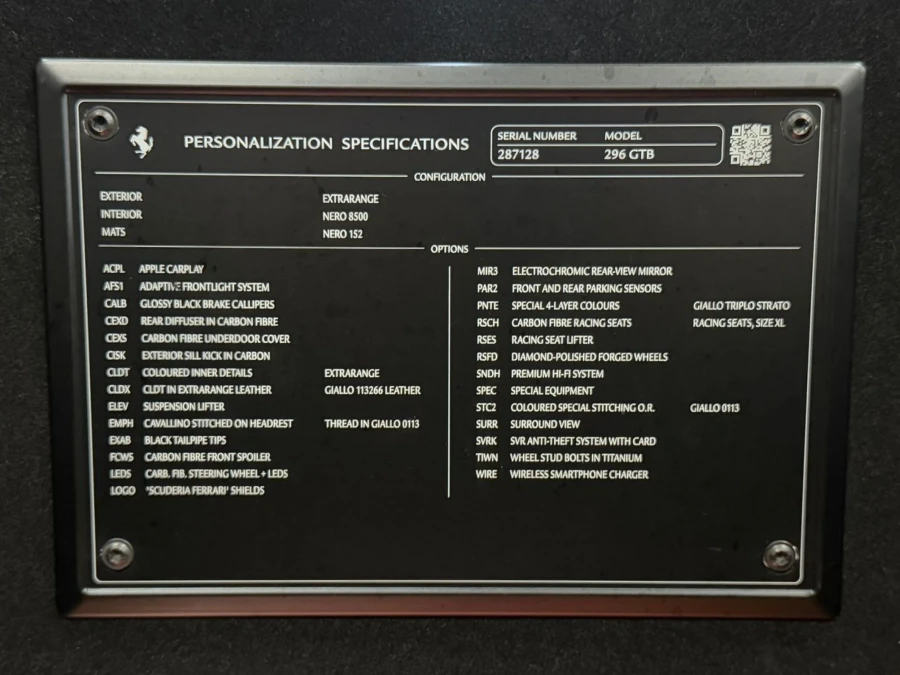 PERSONALIZATION SPECIFICATIONS
SERIAL NUMBER MODEL
287128 296 GTB
CONFIGURATION
EXTERIOR EXTRARANGE
INTERIOR NERO 8500
MATS NERO 152
OPTIONS
ACPL APPLE CARPLAY
AFS1 ADAPTIVE FRONTLIGHT SYSTEM
CALB GLOSSY BLACK BRAKE CALLIPERS
CEXD REAR DIFFUSER IN CARBON FIBRE
CEXS CARBON FIBRE UNDERDOOR COVER
CISK EXTERIOR SILL KICK IN CARBON
CLDT COLOURED INNER DETAILS EXTRARANGE
CLDX CLDT IN EXTRARANGE LEATHER GIALLO 113266 LEATHER
ELEV SUSPENSION LIFTER
EMPH CAVALLINO STITCHED ON HEADREST THREAD IN GIALLO 0113
EXAB BLACK TAILPIPE TIPS
FCWS CARBON FIBRE FRONT SPOILER
LEDS CARB. FIB. STEERING WHEEL + LEDS
LOGO 'SCUDERIA FERRARI' SHIELDS
MIR3 ELECTROCHROMIC REAR-VIEW MIRROR
PAR2 FRONT AND REAR PARKING SENSORS
PNTE SPECIAL 4-LAYER COLOURS GIALLO TRIPLO STRATO
RSCH CARBON FIBRE RACING SEATS RACING SEATS, SIZE XL
RSES RACING SEAT LIFTER
RSFD DIAMOND-POLISHED FORGED WHEELS
SNDH PREMIUM HI-FI SYSTEM
SPEC SPECIAL EQUIPMENT
STC2 COLOURED SPECIAL STITCHING O.R. GIALLO 0113
SURR SURROUND VIEW
SVRK SVR ANTI-THEFT SYSTEM WITH CARD
TIWN WHEEL STUD BOLTS IN TITANIUM
WIRE WIRELESS SMARTPHONE CHARGER